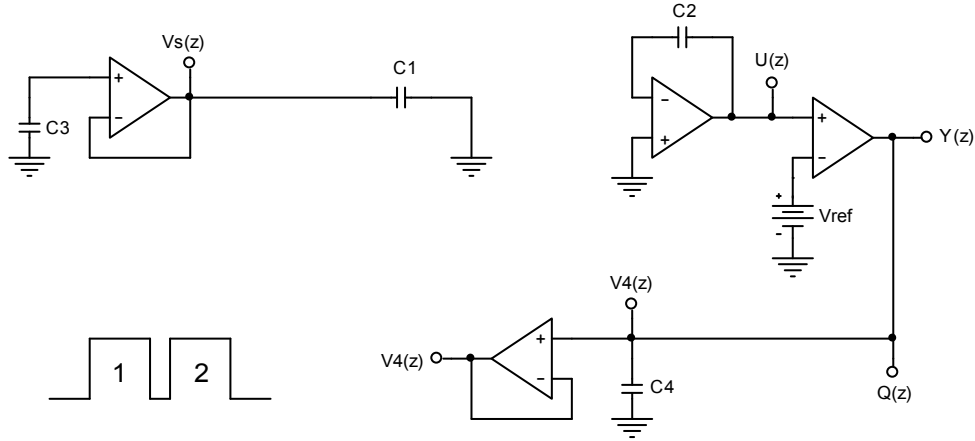 C2
Vs(z)
U(z)
C1
+
-
+
C3
-
+
-
+
Y(z)
+
Vref
-
V4(z)
+
V4(z)
-
C4
1 2
Q(z)